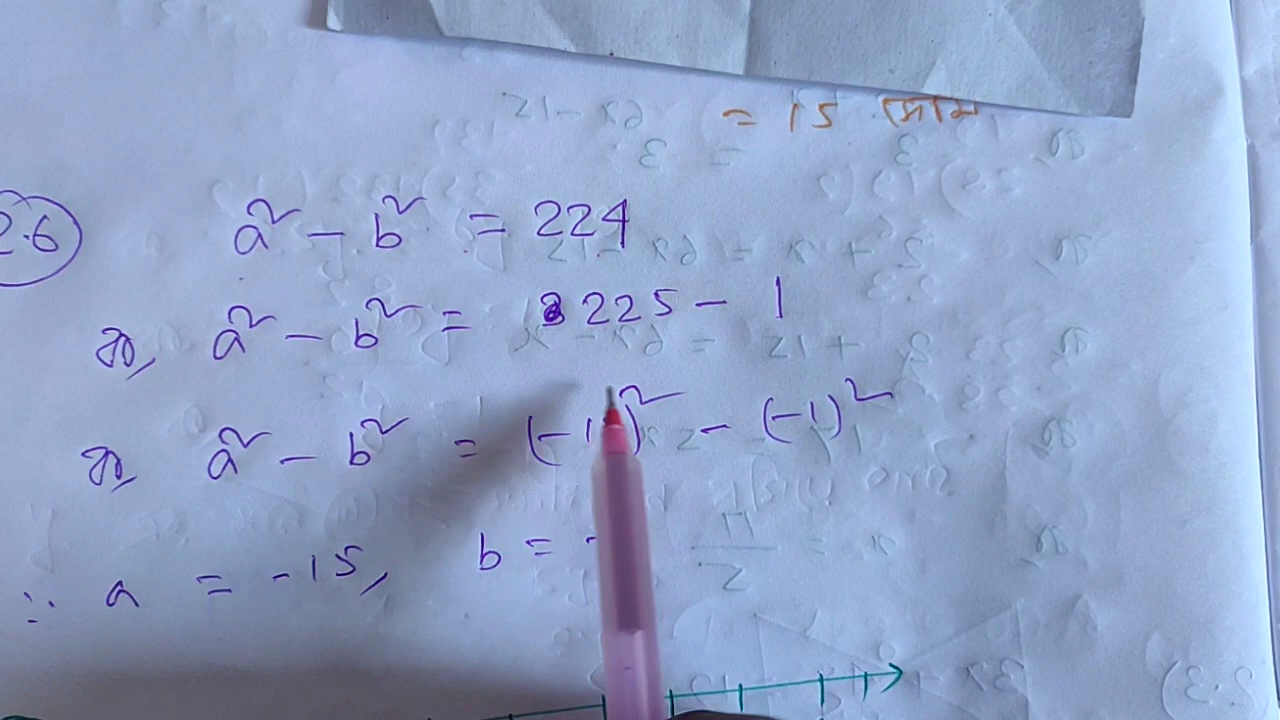 = 15 সেমি
2.6 a² - b² = 224
বা, a² - b² = 225 - 1
বা, a² - b² = (-1 )² - (-1)²
∴ a = -15, b = -